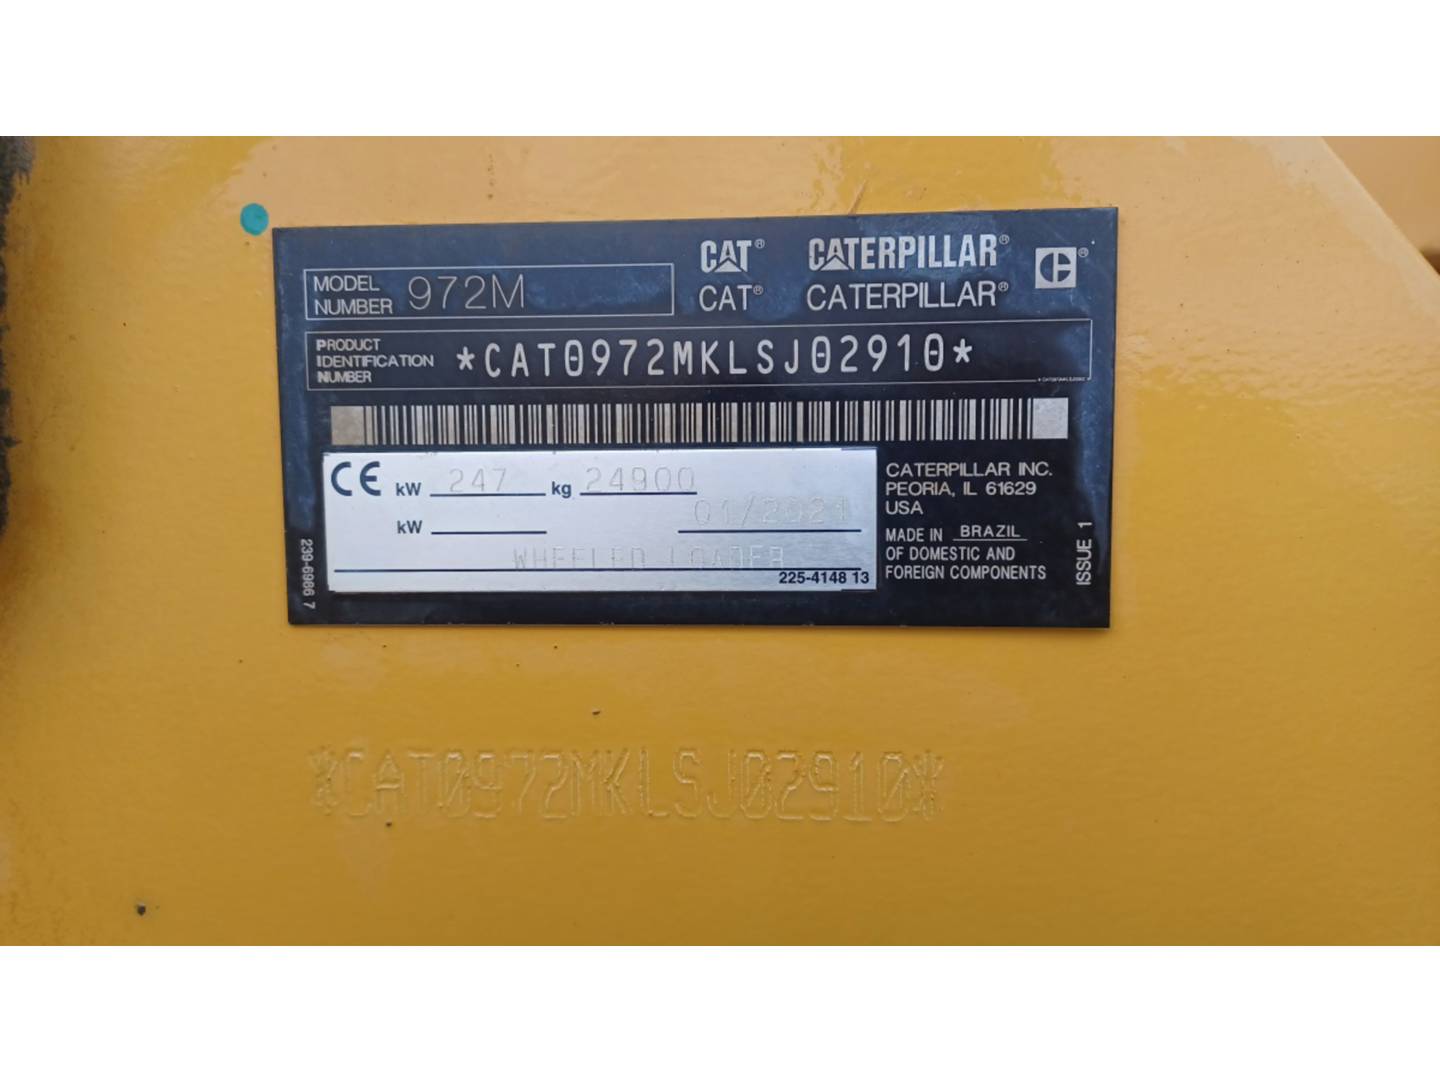 CAT® CATERPILLAR®
MODEL NUMBER 972M
CAT® CATERPILLAR®
PRODUCT IDENTIFICATION NUMBER *CAT0972MKLSJ02910*
CE kW 247 kg 24900
kW 01/2021
WHEELED LOADER
225-4148 13
CATERPILLAR INC.
PEORIA, IL 61629
USA
MADE IN BRAZIL
OF DOMESTIC AND
FOREIGN COMPONENTS
ISSUE 1
239-6986 7
*CAT0972MKLSJ02910*